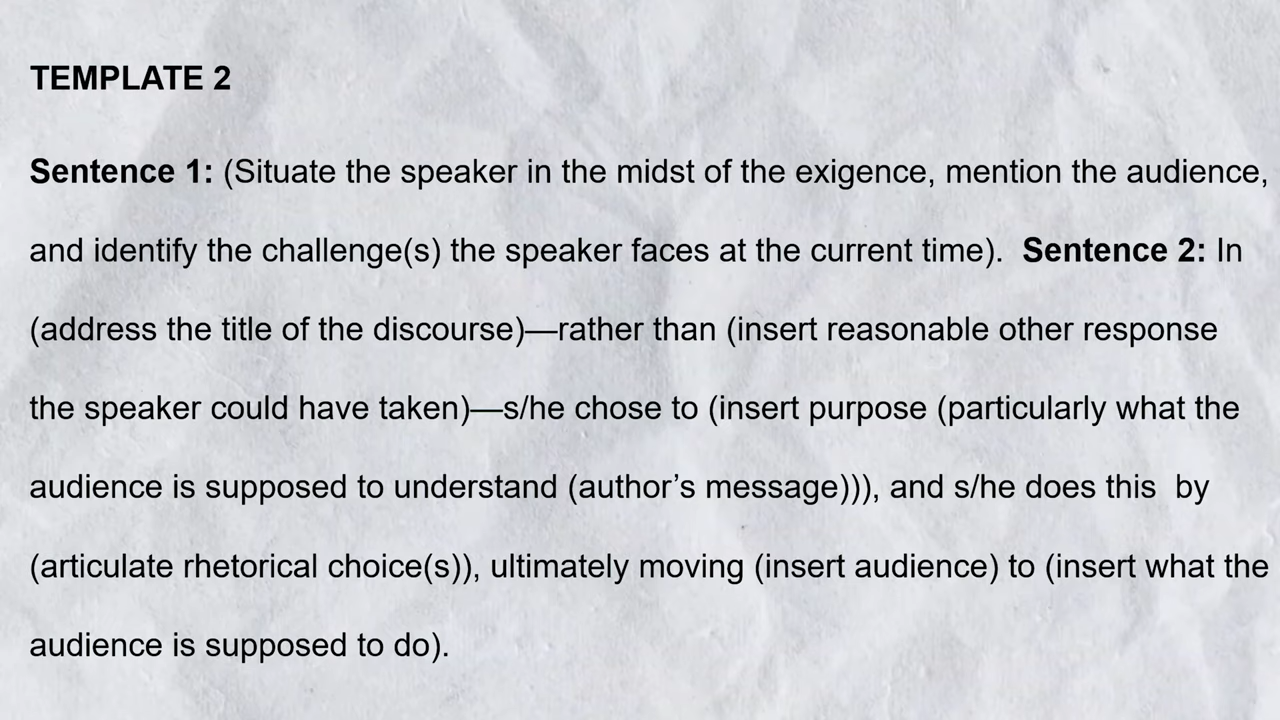 TEMPLATE 2
Sentence 1: (Situate the speaker in the midst of the exigence, mention the audience,
and identify the challenge(s) the speaker faces at the current time).  Sentence 2: In
(address the title of the discourse)—rather than (insert reasonable other response
the speaker could have taken)—s/he chose to (insert purpose (particularly what the
audience is supposed to understand (author’s message))), and s/he does this  by
(articulate rhetorical choice(s)), ultimately moving (insert audience) to (insert what the
audience is supposed to do).